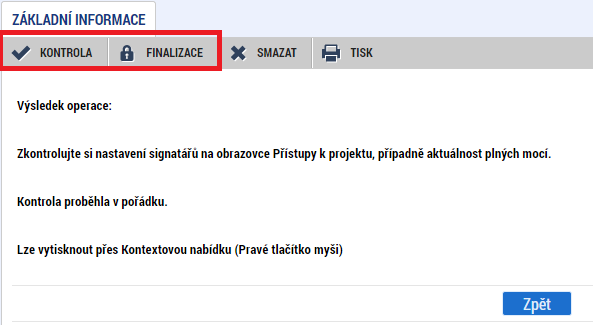 ZÁKLADNÍ INFORMACE
KONTROLA FINALIZACE SMAZAT TISK
Výsledek operace:
Zkontrolujte si nastavení signatářů na obrazovce Přístupy k projektu, případně aktuálnost plných mocí.
Kontrola proběhla v pořádku.
Lze vytisknout přes Kontextovou nabídku (Pravé tlačítko myši)
Zpět